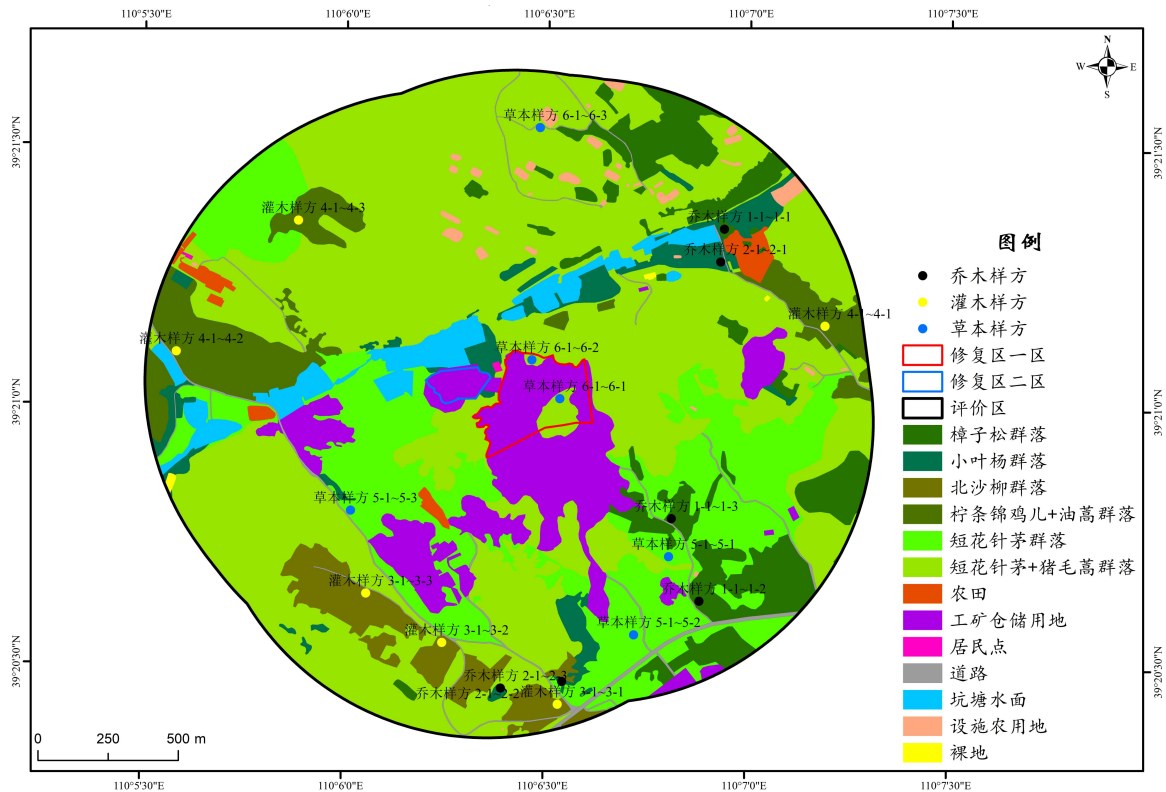 110°5'30"E 110°6'0"E 110°6'30"E 110°7'0"E 110°7'30"E
N
W E
S
39°21'30"N
39°21'30"N
39°21'0"N
39°21'0"N
39°20'30"N
39°20'30"N
草本样方 6-1~6-3
灌木样方 4-1~4-3
乔木样方 1-1~1-1
乔木样方 2-1~2-1
灌木样方 4-1~4-1
灌木样方 4-1~4-2
草本样方 6-1~6-2
草本样方 6-1~6-1
草本样方 5-1~5-3
乔木样方 1-1~1-3
草本样方 5-1~5-1
灌木样方 3-1~3-3
乔木样方 1-1~1-2
草本样方 5-1~5-2
灌木样方 3-1~3-2
乔木样方 2-1~2-3
乔木样方 2-1~2-2
灌木样方 3-1~3-1
图例
乔木样方
灌木样方
草本样方
修复区一区
修复区二区
评价区
樟子松群落
小叶杨群落
北沙柳群落
柠条锦鸡儿+油蒿群落
短花针茅群落
短花针茅+猪毛蒿群落
农田
工矿仓储用地
居民点
道路
坑塘水面
设施农用地
裸地
0 250 500 m
110°5'30"E 110°6'0"E 110°6'30"E 110°7'0"E 110°7'30"E